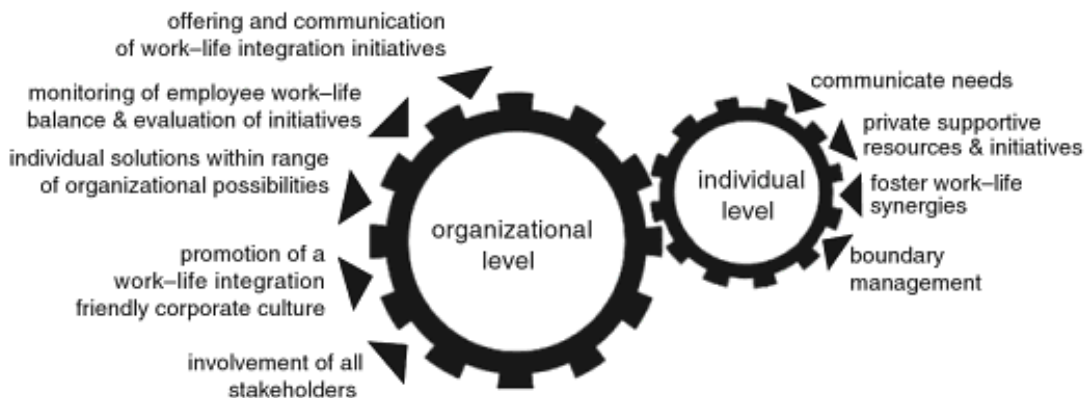 offering and communication
of work–life integration initiatives
monitoring of employee work–life
balance & evaluation of initiatives
individual solutions within range
of organizational possibilities
promotion of a
work–life integration
friendly corporate culture
involvement of all
stakeholders
organizational
level
individual
level
communicate needs
private supportive
resources & initiatives
foster work–life
synergies
boundary
management